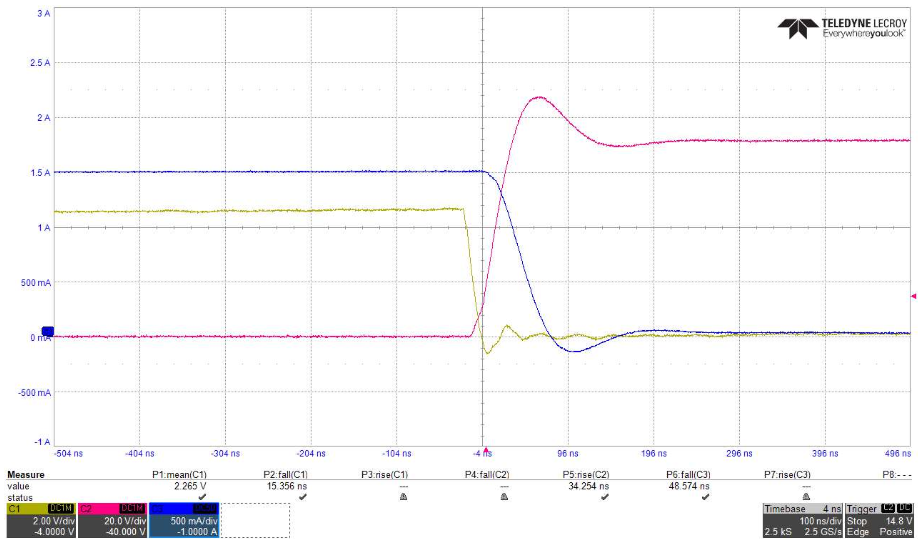 3 A
TELEDYNE LECROY
Everywhereyoulook™
2.5 A
2 A
1.5 A
1 A
500 mA
0 mA
-500 mA
-1 A
-504 ns -404 ns -304 ns -204 ns -104 ns -4 ns 96 ns 196 ns 296 ns 396 ns 496 ns
Measure P1:mean(C1) P2:fall(C1) P3:rise(C1) P4:fall(C2) P5:rise(C2) P6:fall(C3) P7:rise(C3) P8:- - -
value 2.265 V 15.356 ns --- --- 34.254 ns 48.574 ns ---
status
C1 DC1M C2 DC1M Timebase 4 ns Trigger C2 DC
2.00 V/div 20.0 V/div 500 mA/div 100 ns/div Stop 14.8 V
-4.0000 V -40.000 V -1.0000 A 2.5 kS 2.5 GS/s Edge Positive